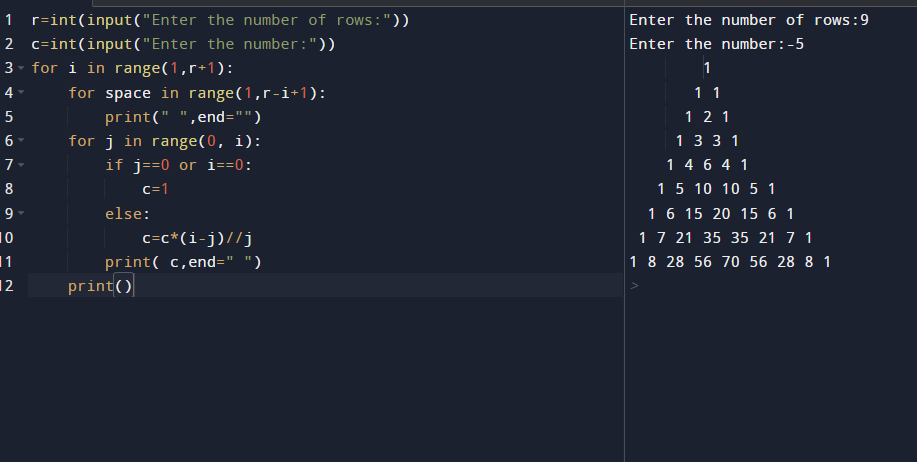 1 r=int(input("Enter the number of rows:"))
2 c=int(input("Enter the number:"))
3 for i in range(1,r+1):
4     for space in range(1,r-i+1):
5         print(" ",end="")
6     for j in range(0, i):
7         if j==0 or i==0:
8             c=1
9         else:
10             c=c*(i-j)//j
11         print( c,end=" ")
12     print()
Enter the number of rows:9
Enter the number:-5
        1
       1 1
      1 2 1
     1 3 3 1
    1 4 6 4 1
   1 5 10 10 5 1
  1 6 15 20 15 6 1
 1 7 21 35 35 21 7 1
1 8 28 56 70 56 28 8 1
>